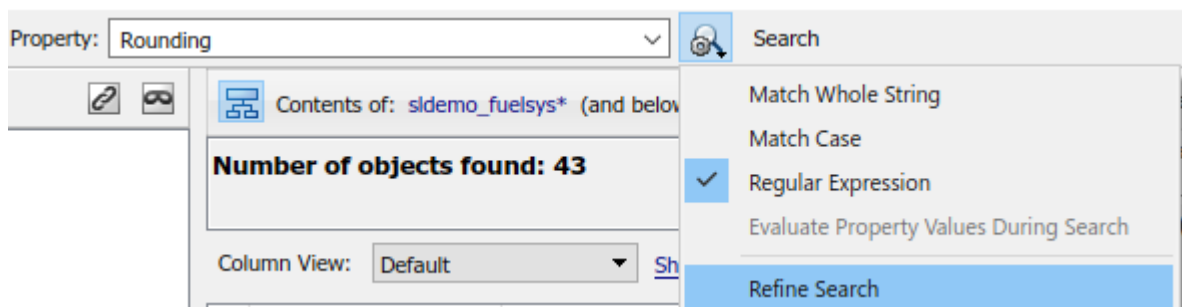 Property: Rounding Search
Match Whole String
Contents of: sldemo_fuelsys* (and below
Match Case
Number of objects found: 43
Regular Expression
Evaluate Property Values During Search
Column View: Default Sh
Refine Search